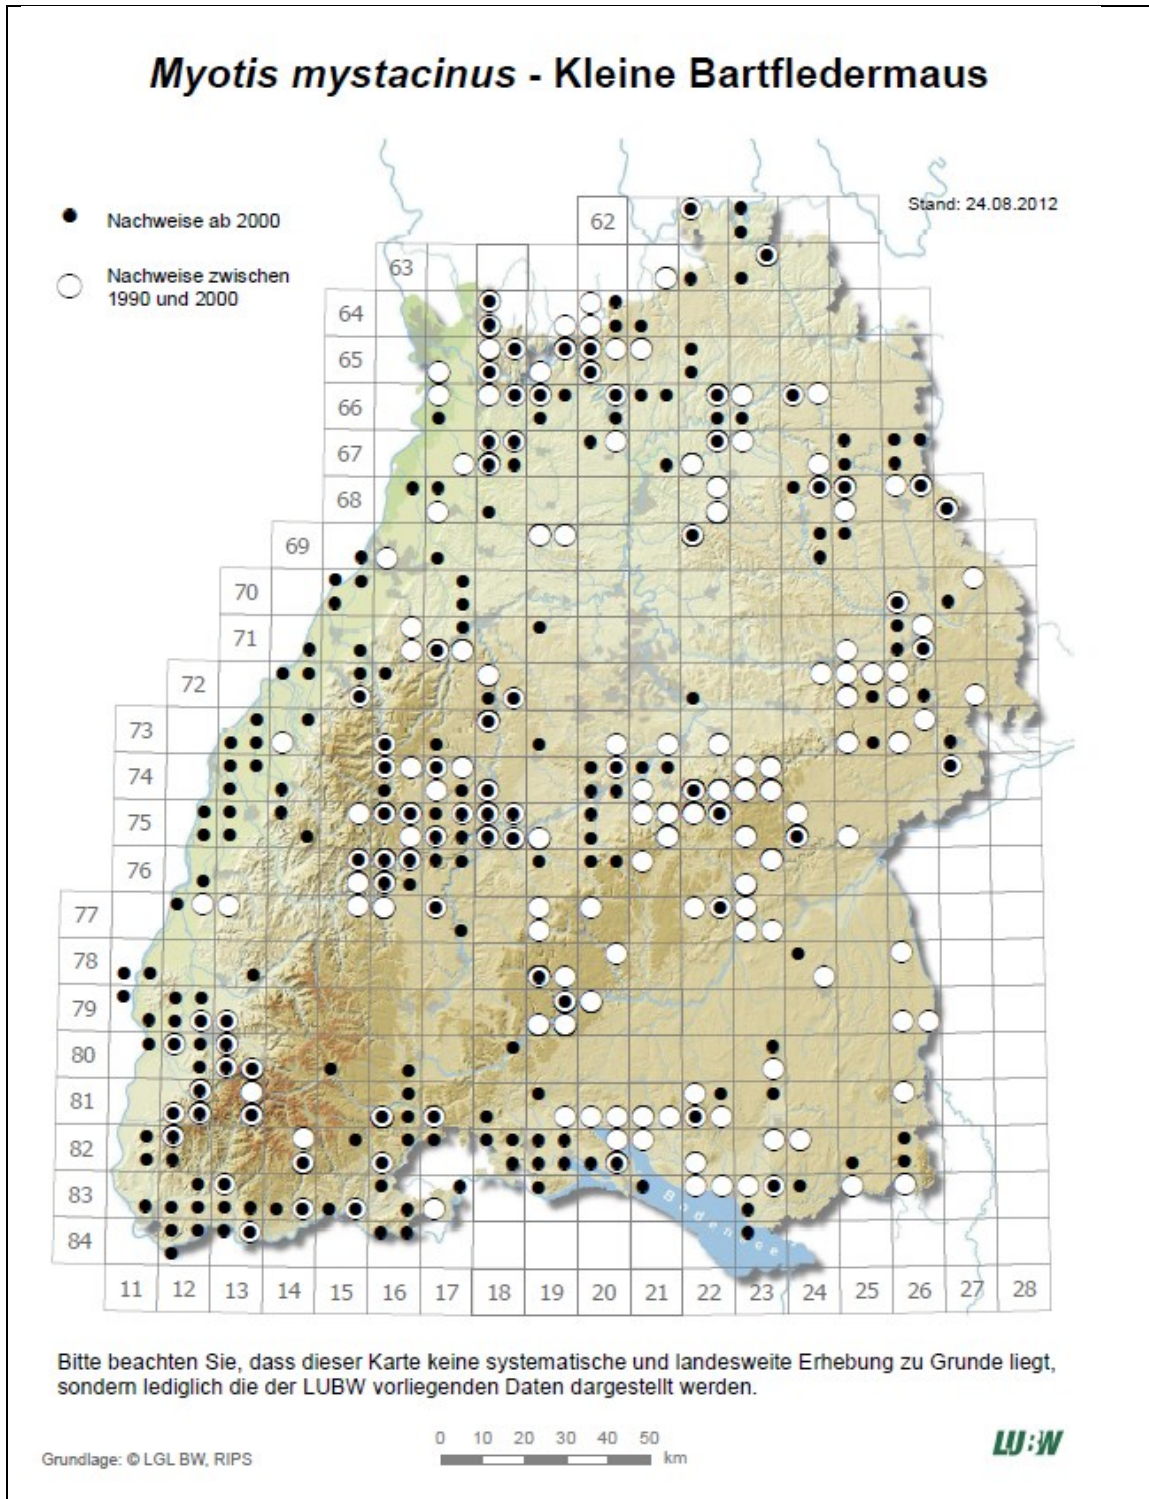 Myotis mystacinus - Kleine Bartfledermaus
Nachweise ab 2000
Nachweise zwischen
1990 und 2000
Stand: 24.08.2012
62
63
64
65
66
67
68
69
70
71
72
73
74
75
76
77
78
79
80
81
82
83
84
Bodensee
11 12 13 14 15 16 17 18 19 20 21 22 23 24 25 26 27 28
Bitte beachten Sie, dass dieser Karte keine systematische und landesweite Erhebung zu Grunde liegt,
sondern lediglich die der LUBW vorliegenden Daten dargestellt werden.
0 10 20 30 40 50
km
Grundlage: © LGL BW, RIPS
LUBW